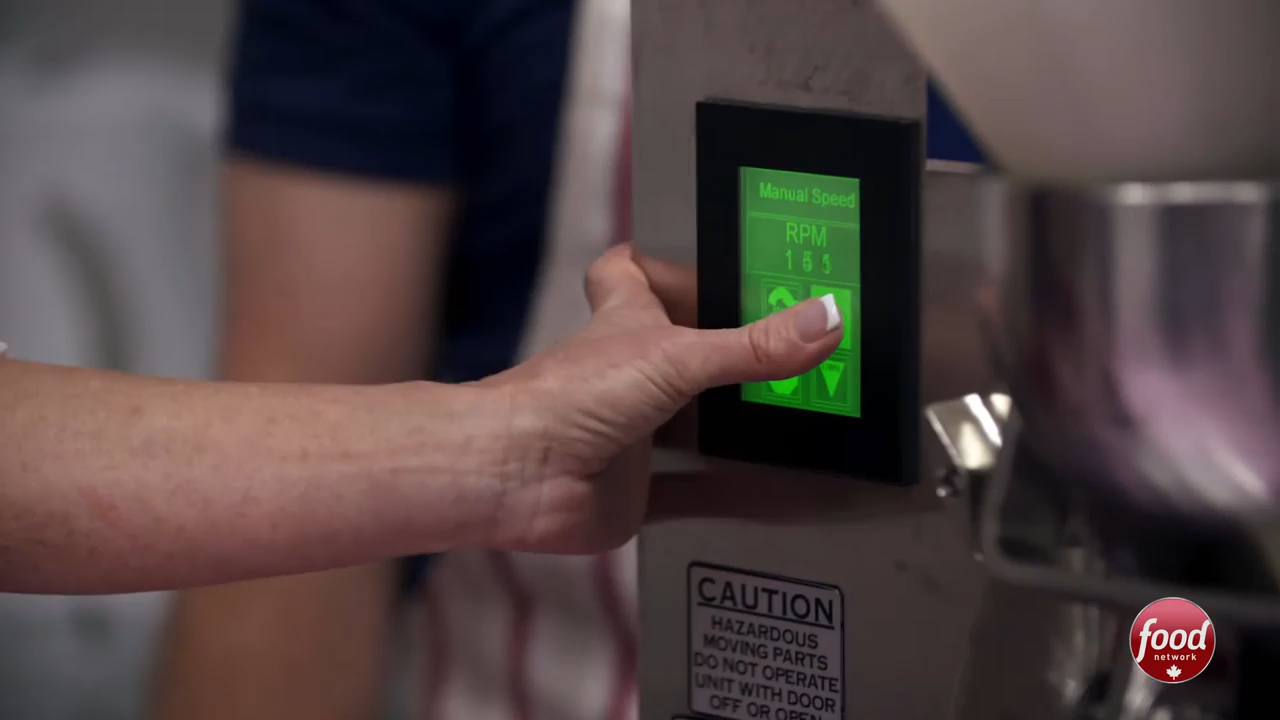 Manual Speed
RPM
CAUTION
HAZARDOUS
MOVING PARTS
DO NOT OPERATE
UNIT WITH DOOR
OFF OR OPEN
food
network